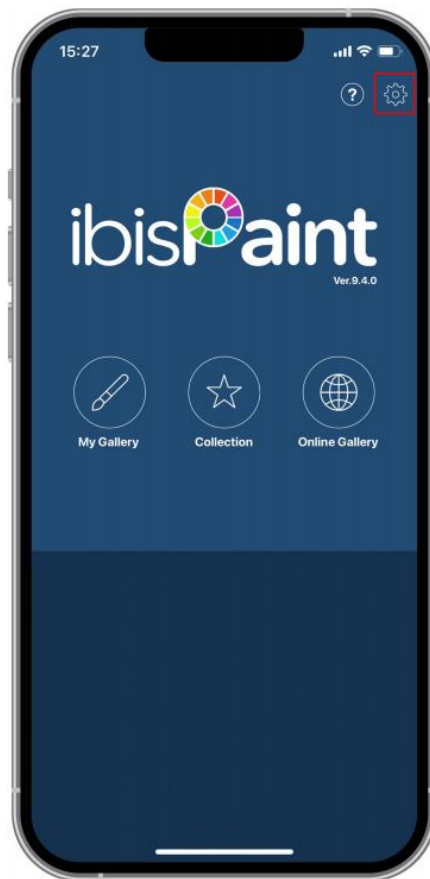 15:27
?
ibisPaint
Ver.9.4.0
My Gallery
Collection
Online Gallery